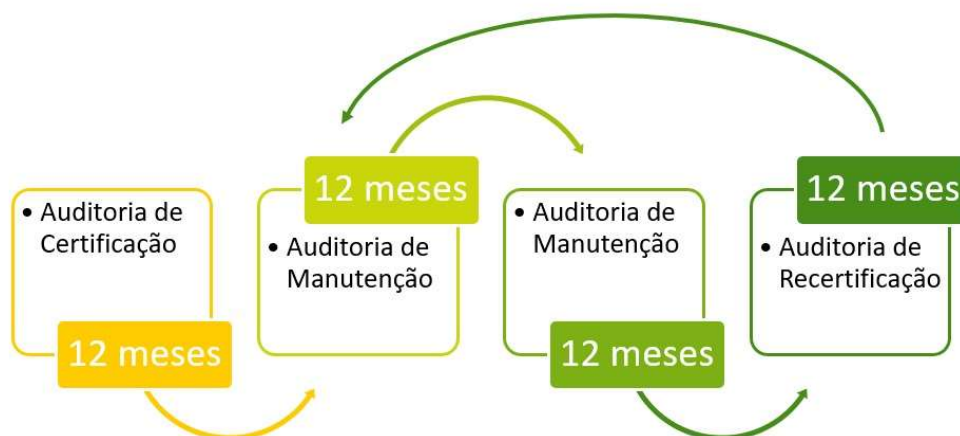 • Auditoria de
Certificação
12 meses
12 meses
• Auditoria de
Manutenção
• Auditoria de
Manutenção
12 meses
12 meses
• Auditoria de
Recertificação